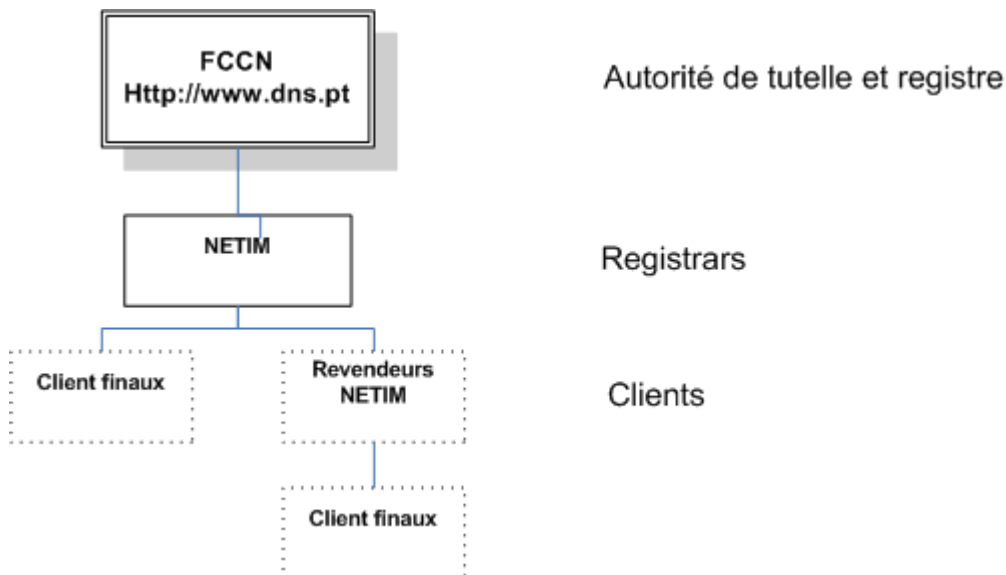 FCCN
Http://www.dns.pt
Autorité de tutelle et registre
NETIM
Registrars
Client finaux
Revendeurs
NETIM
Clients
Client finaux